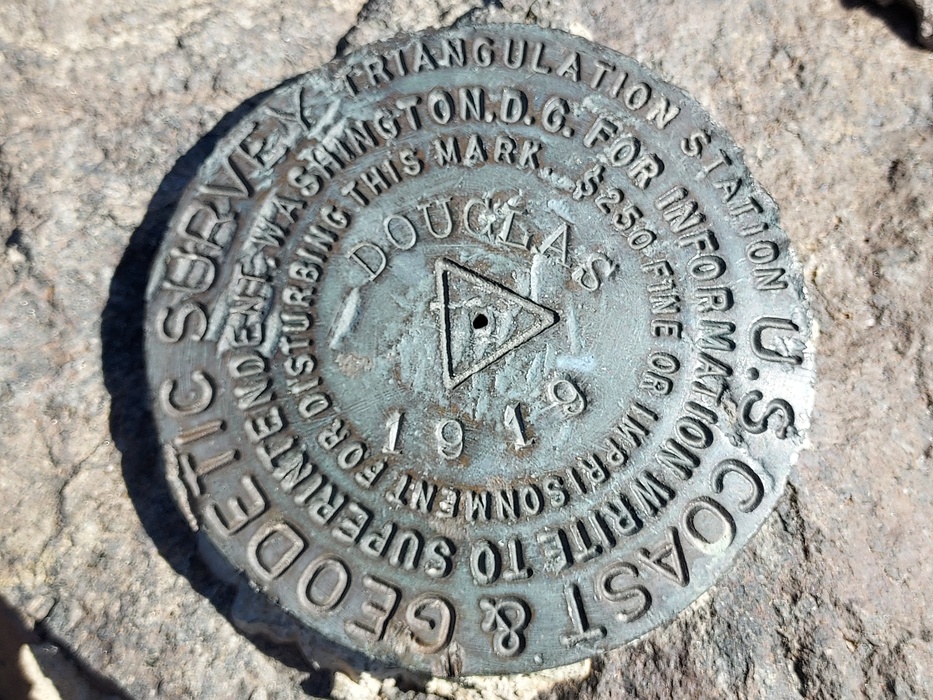 U.S. COAST & GEODETIC SURVEY
TRIANGULATION STATION
FOR INFORMATION WRITE TO SUPERINTENDENT, WASHINGTON, D.C.
$250 FINE OR IMPRISONMENT FOR DISTURBING THIS MARK.
DOUGLAS
1919